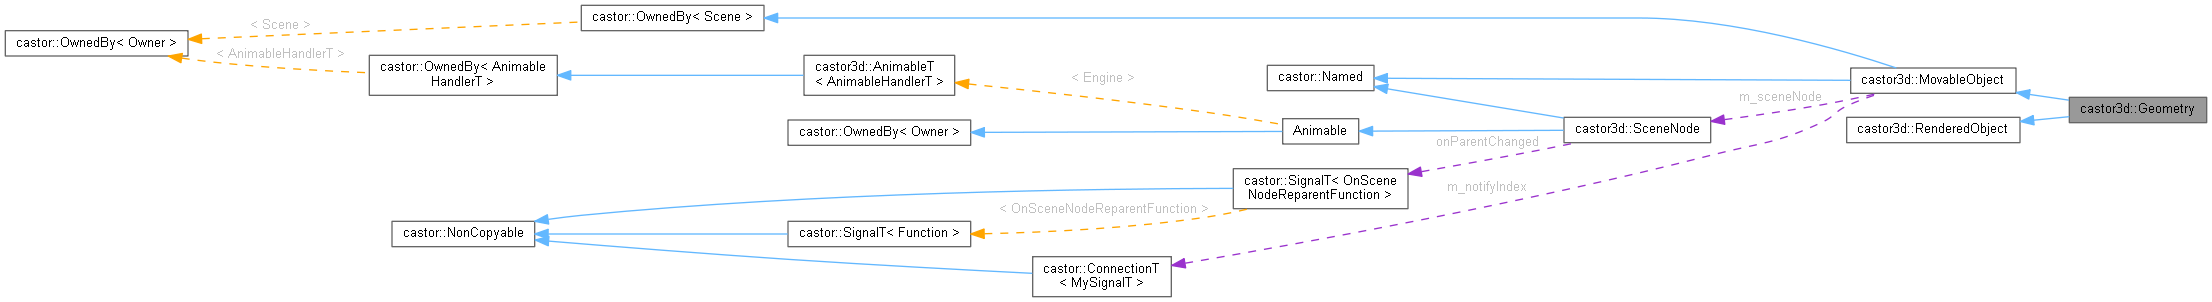 castor::OwnedBy< Scene >
< Scene >
castor::OwnedBy< Owner >
< AnimableHandlerT >
castor::OwnedBy< Animable
HandlerT >
castor3d::AnimableT
< AnimableHandlerT >
< Engine >
castor::Named
castor3d::MovableObject
m_sceneNode
castor3d::Geometry
castor::OwnedBy< Owner >
Animable
castor3d::SceneNode
castor3d::RenderedObject
onParentChanged
castor::SignalT< OnScene
NodeReparentFunction >
m_notifyIndex
< OnSceneNodeReparentFunction >
castor::NonCopyable
castor::SignalT< Function >
castor::ConnectionT
< MySignalT >